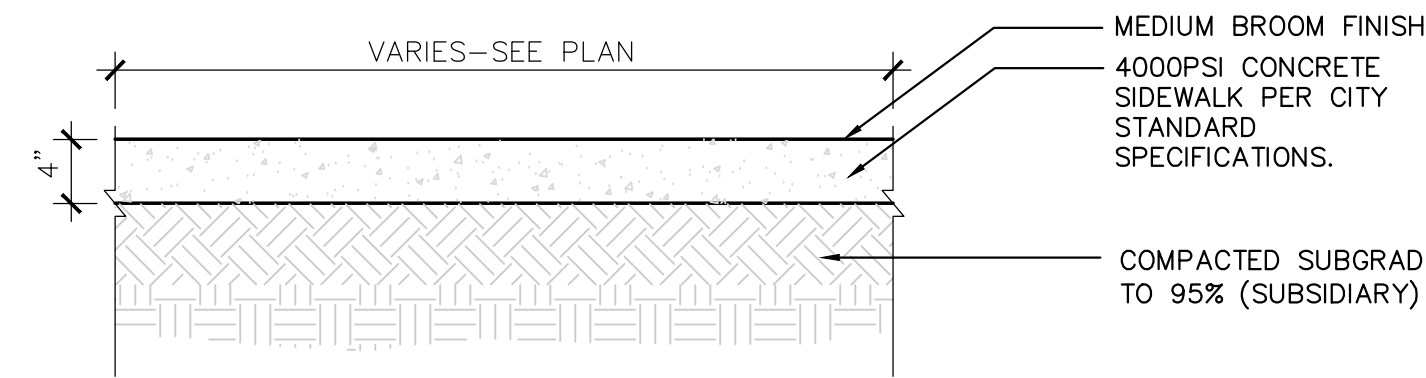 VARIES-SEE PLAN
4"
MEDIUM BROOM FINISH
4000PSI CONCRETE
SIDEWALK PER CITY
STANDARD
SPECIFICATIONS.
COMPACTED SUBGRAD
TO 95% (SUBSIDIARY)